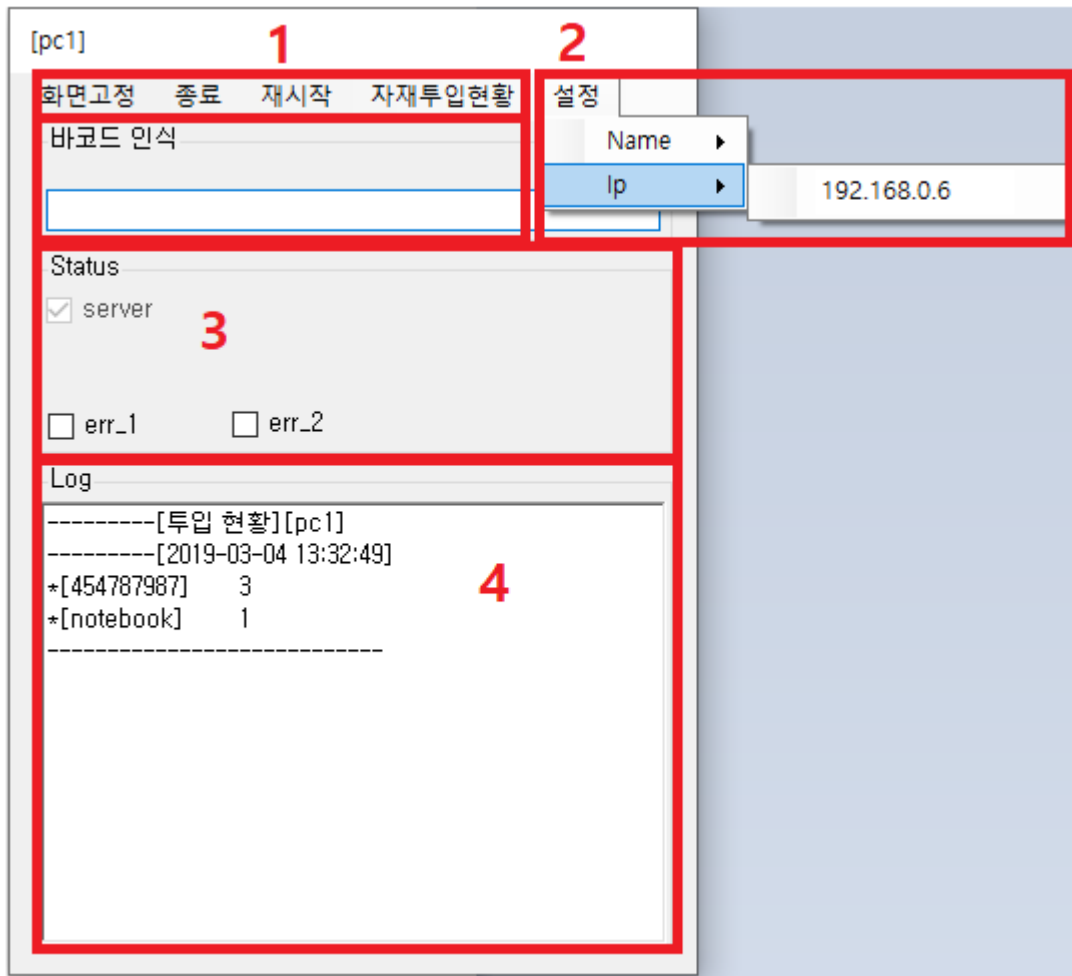 [pc1]
1
2
화면고정 종료 재시작 자재투입현황 설정
바코드 인식
Name
Ip
192.168.0.6
Status
server
3
err_1 err_2
Log
---------[투입 현황][pc1]
---------[2019-03-04 13:32:49]
*[454787987] 3
*[notebook] 1
----------------------------
4